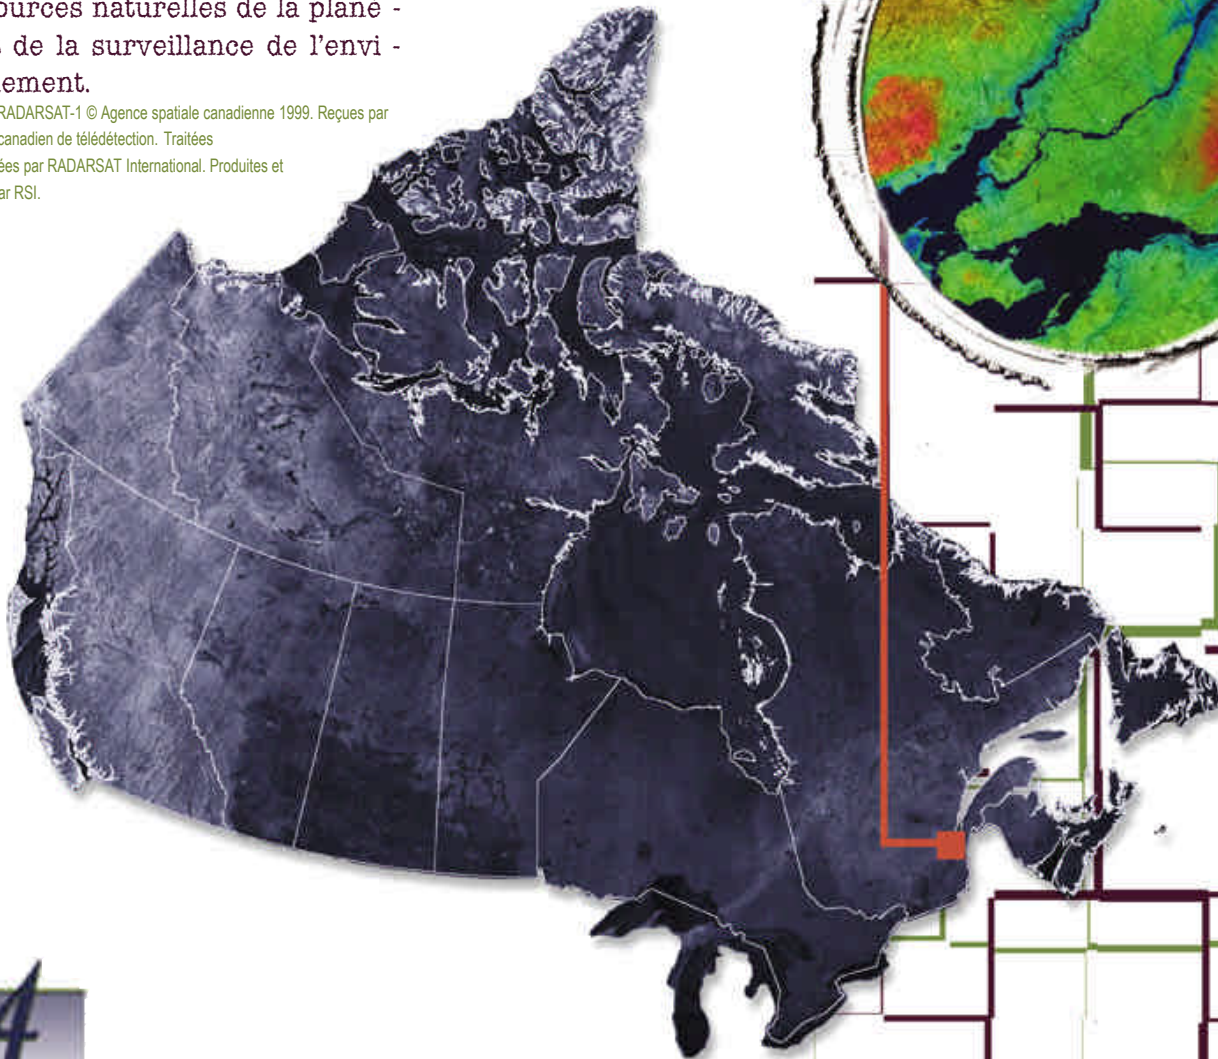 ources naturelles de la plane -
de la surveillance de l'envi -
ement.
RADARSAT-1 © Agence spatiale canadienne 1999. Reçues par
canadien de télédétection. Traitées
ées par RADARSAT International. Produites et
ar RSI.
4